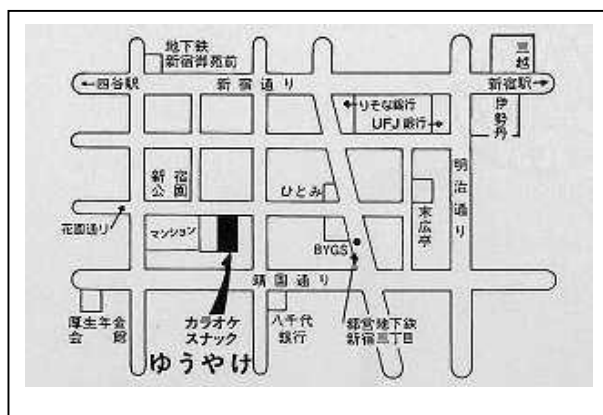 地下鉄
新宿御苑前
三越
←四谷駅
新宿通り
新宿駅→
←りそな銀行
UFJ銀行→
伊勢丹
新宿
公園
ひとみ
明治通り
末広亭
花園通り
マンション
BYGS
靖国通り
厚生年金
会館
カラオケ
スナック
ゆうやけ
八千代
銀行
都営地下鉄
新宿三丁目